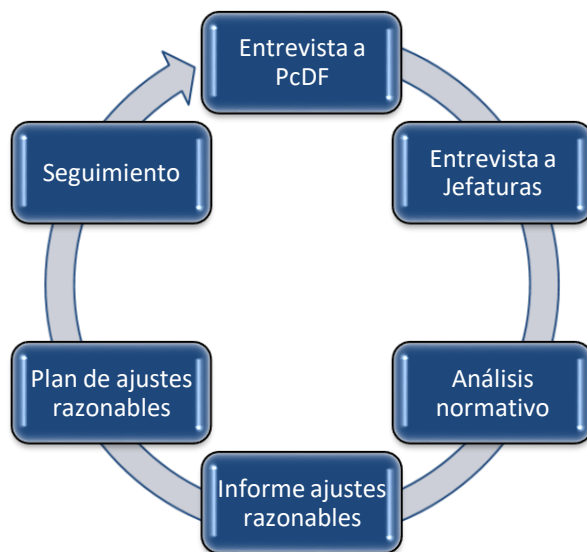 Entrevista a
PcDF
Entrevista a
Jefaturas
Análisis
normativo
Informe ajustes
razonables
Plan de ajustes
razonables
Seguimiento